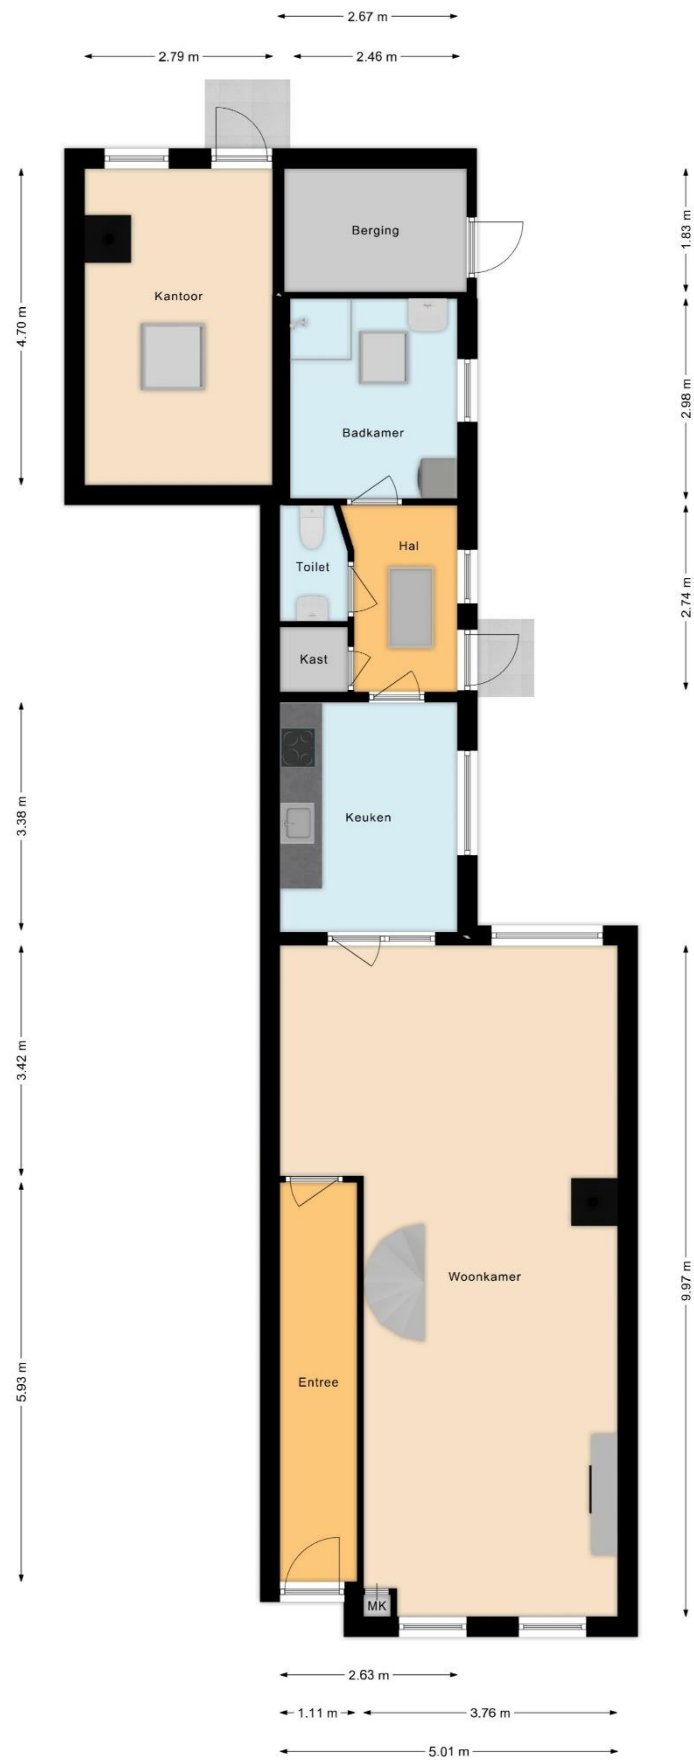 2.67 m
2.79 m
2.46 m
Berging
1.83 m
Kantoor
4.70 m
2.98 m
Badkamer
Hal
Toilet
2.74 m
Kast
3.38 m
Keuken
3.42 m
Woonkamer
9.97 m
5.93 m
Entree
MK
2.63 m
1.11 m
3.76 m
5.01 m